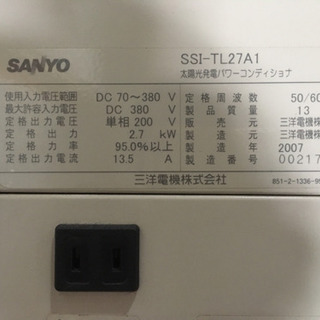 SANYO SSI-TL27A1
太陽光発電パワーコンディショナ
使用入力電圧範囲 DC 70～380 V 定格周波数 50/60
最大許容入力電圧 DC 380 V 製品質量 13
定格出力電圧 単相 200 V 販売元 三洋電機
定格出力 2.7 kW 製造元 三洋電機
定格効率 95.0%以上 製造年 2007
定格出力電流 13.5 A 製造番号 00217
三洋電機株式会社
851-2-1336-95